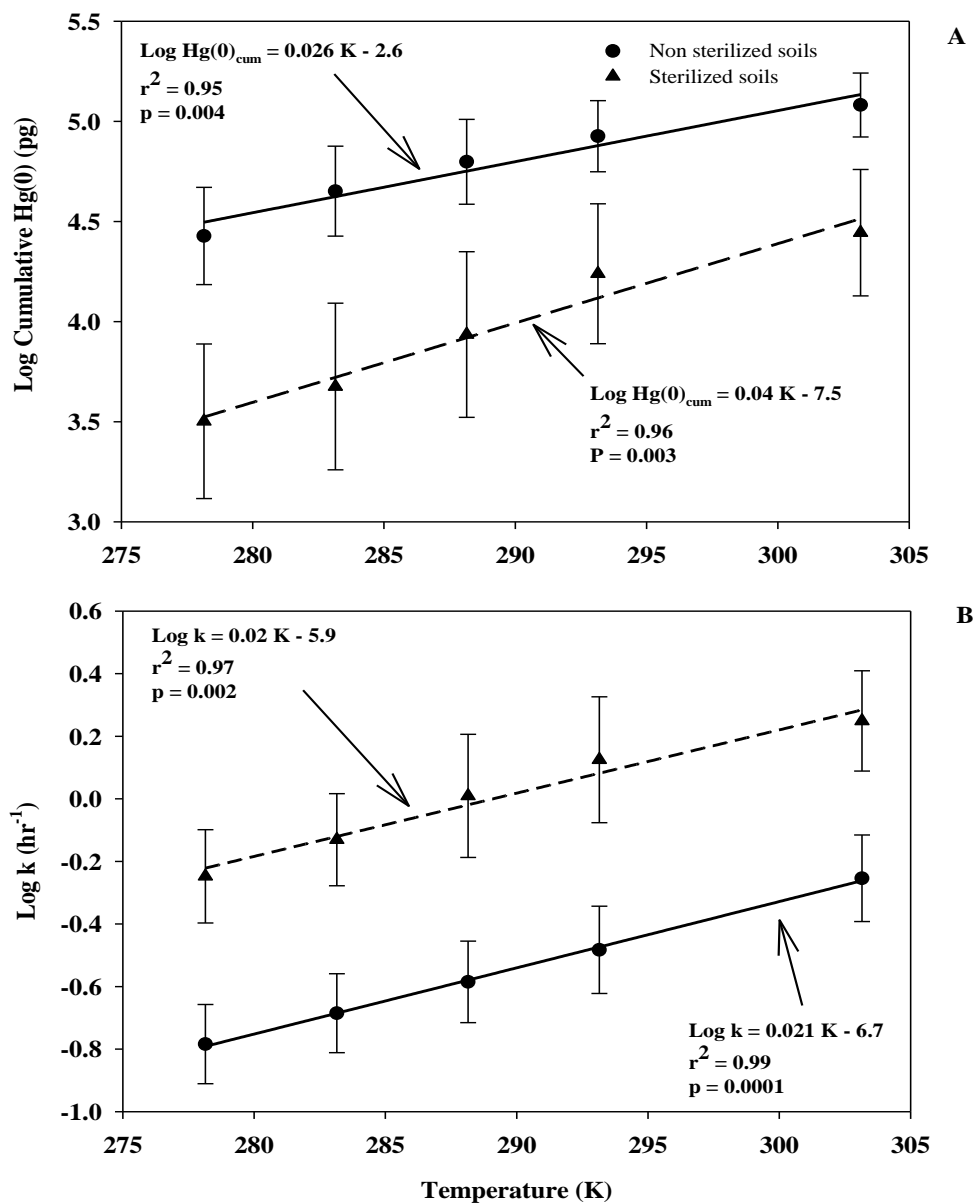 A
Log Hg(0)cum = 0.026 K - 2.6
r2 = 0.95
p = 0.004
Non sterilized soils
Sterilized soils
5.5
5.0
4.5
4.0
3.5
3.0
Log Cumulative Hg(0) (pg)
Log Hg(0)cum = 0.04 K - 7.5
r2 = 0.96
P = 0.003
275 280 285 290 295 300 305
B
Log k = 0.02 K - 5.9
r2 = 0.97
p = 0.002
0.6
0.4
0.2
0.0
-0.2
-0.4
-0.6
-0.8
-1.0
Log k (hr-1)
Log k = 0.021 K - 6.7
r2 = 0.99
p = 0.0001
275 280 285 290 295 300 305
Temperature (K)